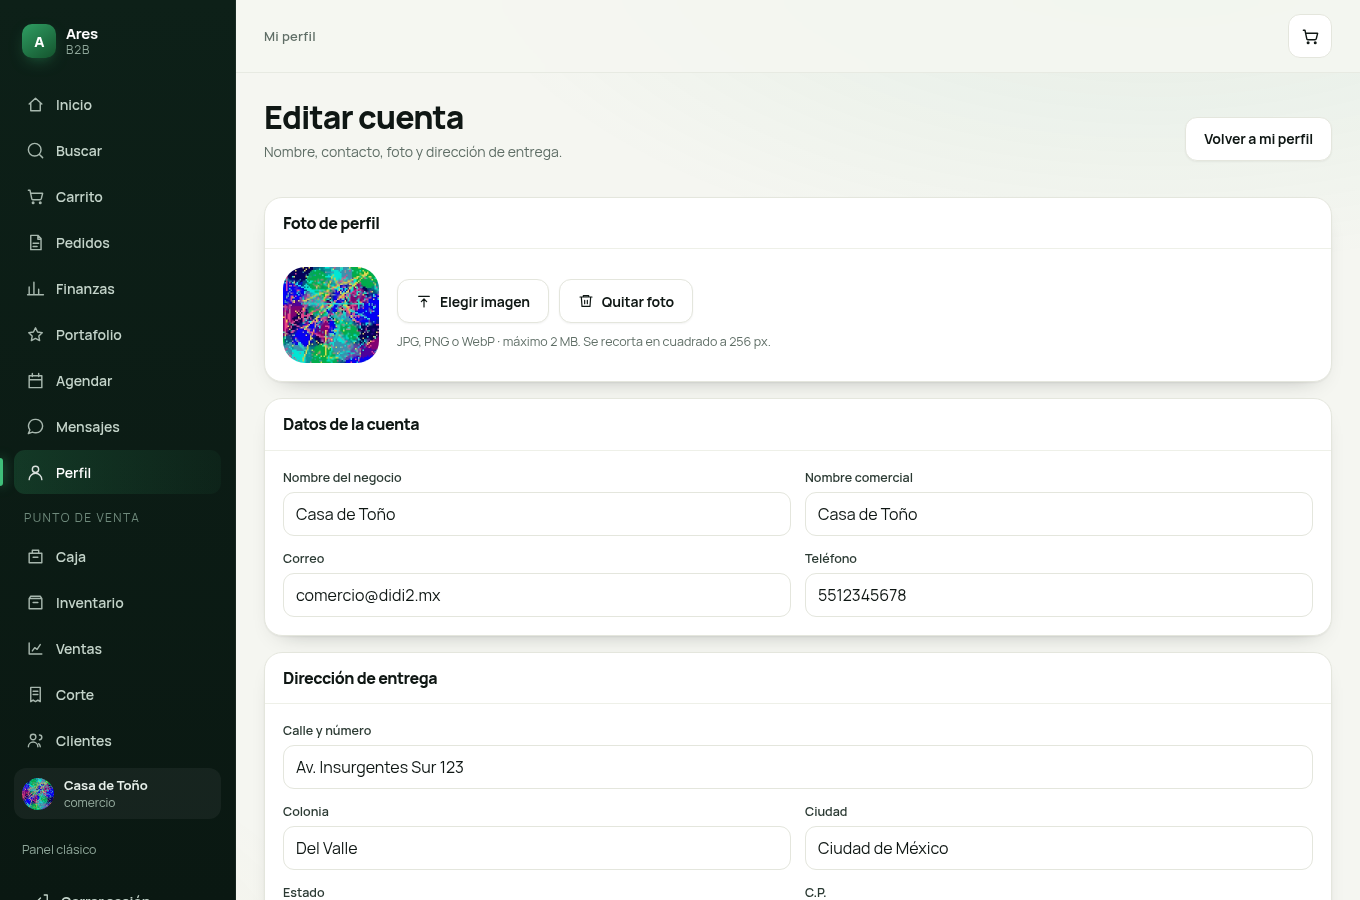 A
Ares
B2B
Inicio
Buscar
Carrito
Pedidos
Finanzas
Portafolio
Agendar
Mensajes
Perfil
PUNTO DE VENTA
Caja
Inventario
Ventas
Corte
Clientes
Casa de Toño
comercio
Panel clásico
Mi perfil
Editar cuenta
Nombre, contacto, foto y dirección de entrega.
Volver a mi perfil
Foto de perfil
Elegir imagen
Quitar foto
JPG, PNG o WebP · máximo 2 MB. Se recorta en cuadrado a 256 px.
Datos de la cuenta
Nombre del negocio
Nombre comercial
Casa de Toño
Casa de Toño
Correo
Teléfono
comercio@didi2.mx
5512345678
Dirección de entrega
Calle y número
Av. Insurgentes Sur 123
Colonia
Ciudad
Del Valle
Ciudad de México
Estado
C.P.